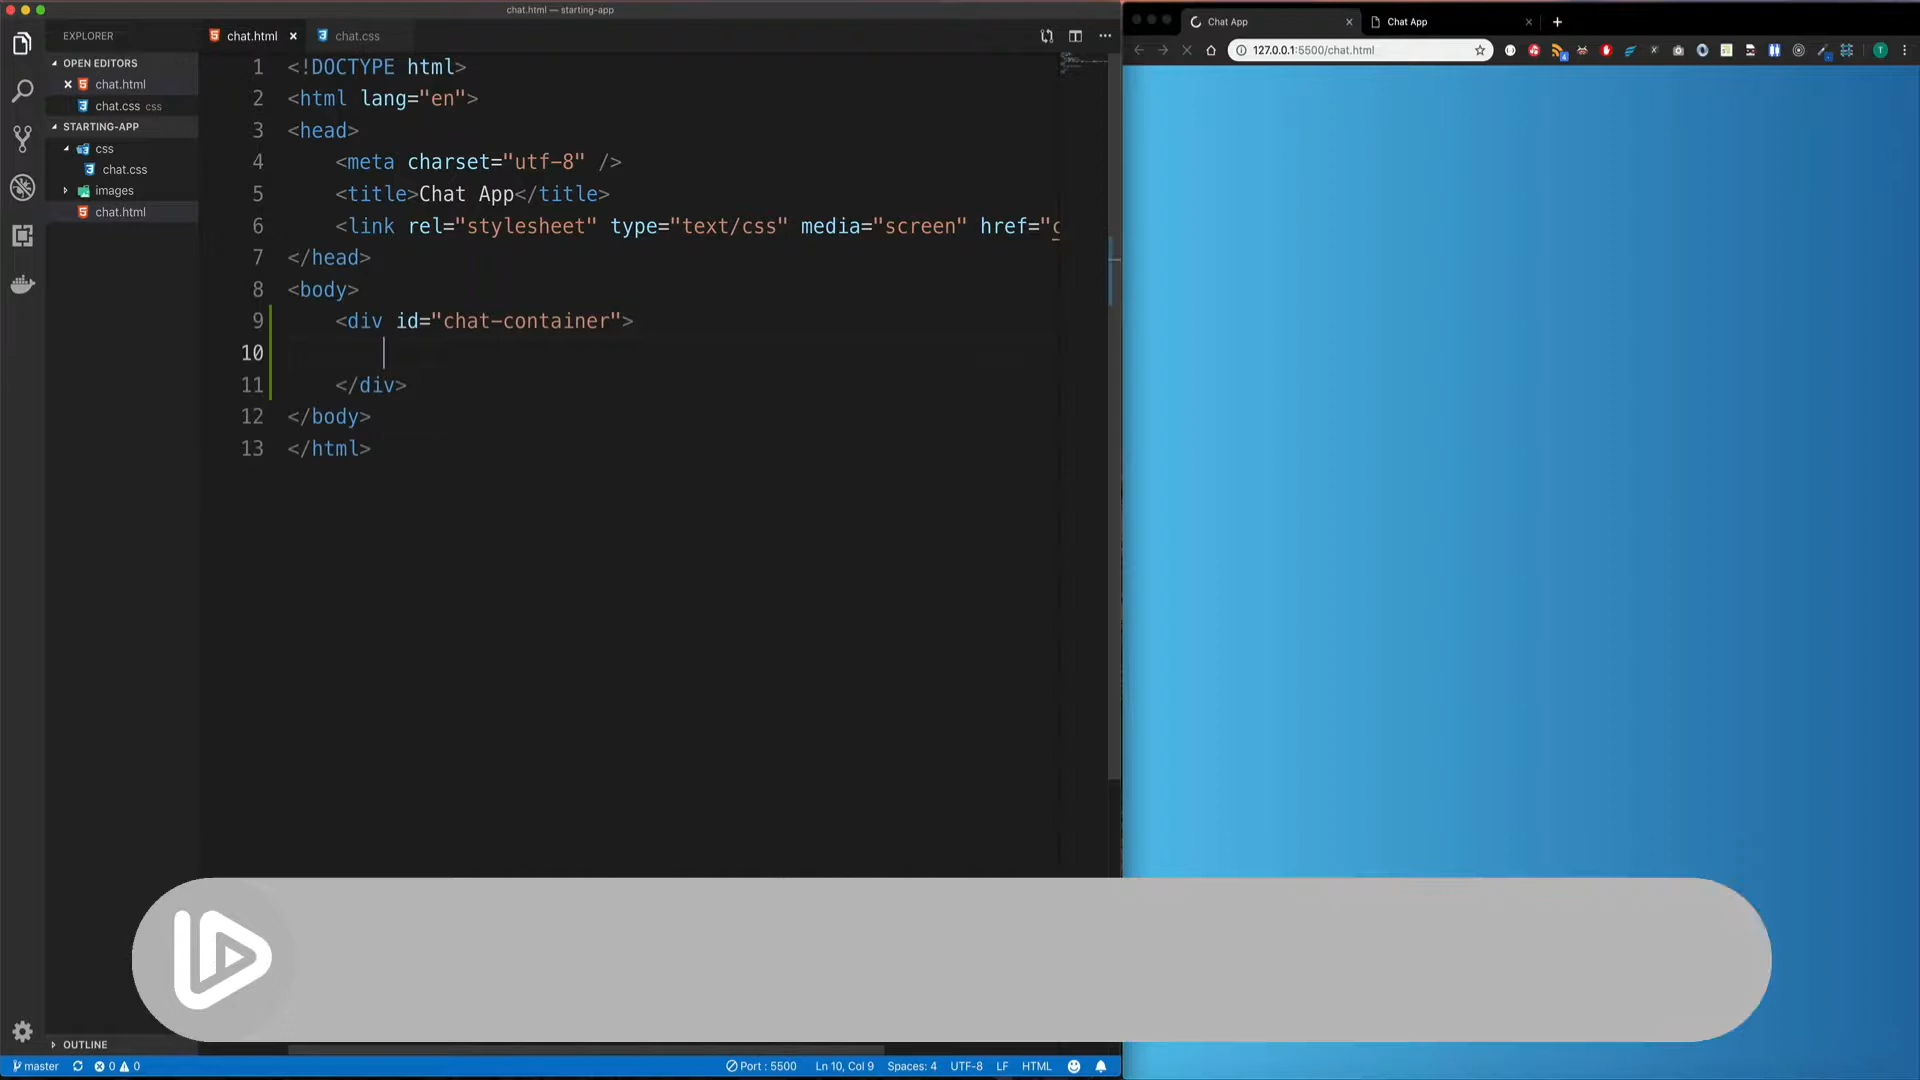 chat.html — starting-app
EXPLORER
OPEN EDITORS
chat.html
chat.css css
STARTING-APP
css
chat.css
images
chat.html
OUTLINE
chat.html
chat.css
1 <!DOCTYPE html>
2 <html lang="en">
3 <head>
4 <meta charset="utf-8" />
5 <title>Chat App</title>
6 <link rel="stylesheet" type="text/css" media="screen" href="c
7 </head>
8 <body>
9 <div id="chat-container">
10
11 </div>
12 </body>
13 </html>
master 0 0
Port : 5500 Ln 10, Col 9 Spaces: 4 UTF-8 LF HTML
Chat App
Chat App
127.0.0.1:5500/chat.html
T